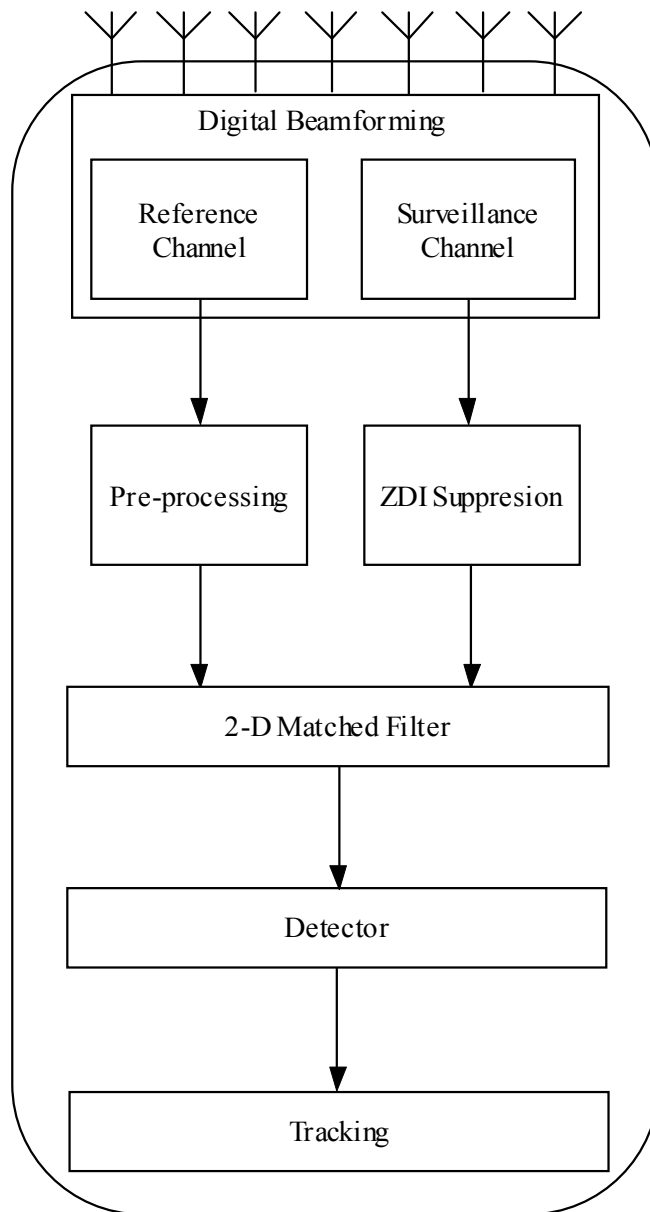 Digital Beamforming
Reference
Channel
Surveillance
Channel
Pre-processing
ZDI Suppresion
2-D Matched Filter
Detector
Tracking